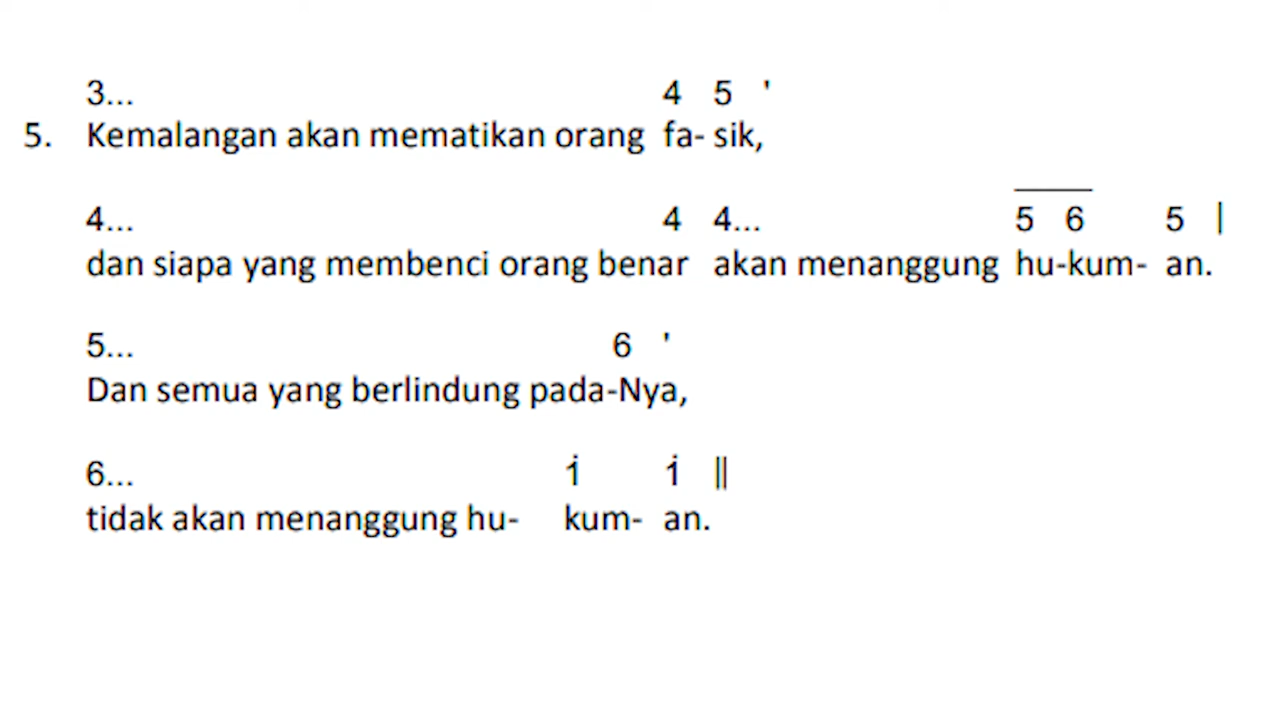 3... 4 5 '
5. Kemalangan akan mematikan orang fa- sik,
4... 4 4... 5 6 5 |
dan siapa yang membenci orang benar akan menanggung hu-kum- an.
5... 6 '
Dan semua yang berlindung pada-Nya,
6... 1̇ 1̇ ||
tidak akan menanggung hu- kum- an.